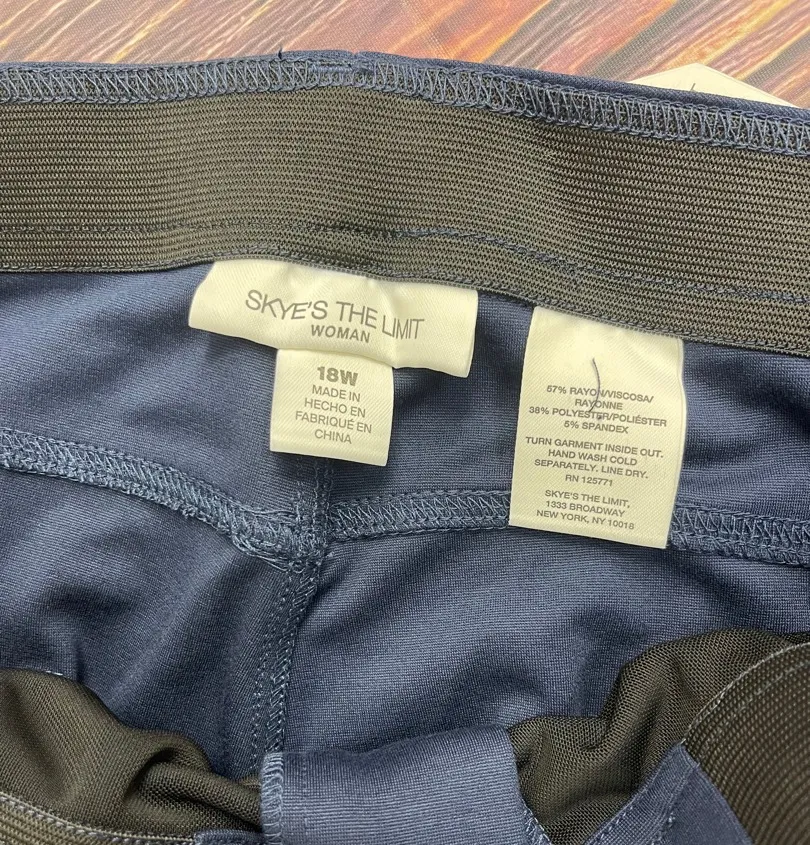 SKYE'S THE LIMIT
WOMAN
18W
MADE IN
HECHO EN
FABRIQUÉ EN
CHINA
57% RAYON/VISCOSA/
RAYONNE
38% POLYESTER/POLIÉSTER
5% SPANDEX
TURN GARMENT INSIDE OUT.
HAND WASH COLD
SEPARATELY. LINE DRY.
RN 125771
SKYE'S THE LIMIT,
1333 BROADWAY
NEW YORK, NY 10018